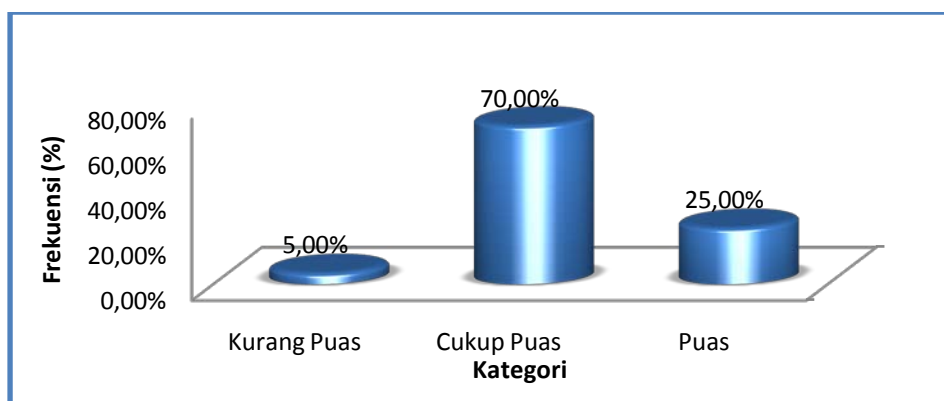 70,00%
80,00%
60,00%
40,00%
20,00%
0,00%
Frekuensi (%)
5,00%
25,00%
Kurang Puas
Cukup Puas
Puas
Kategori